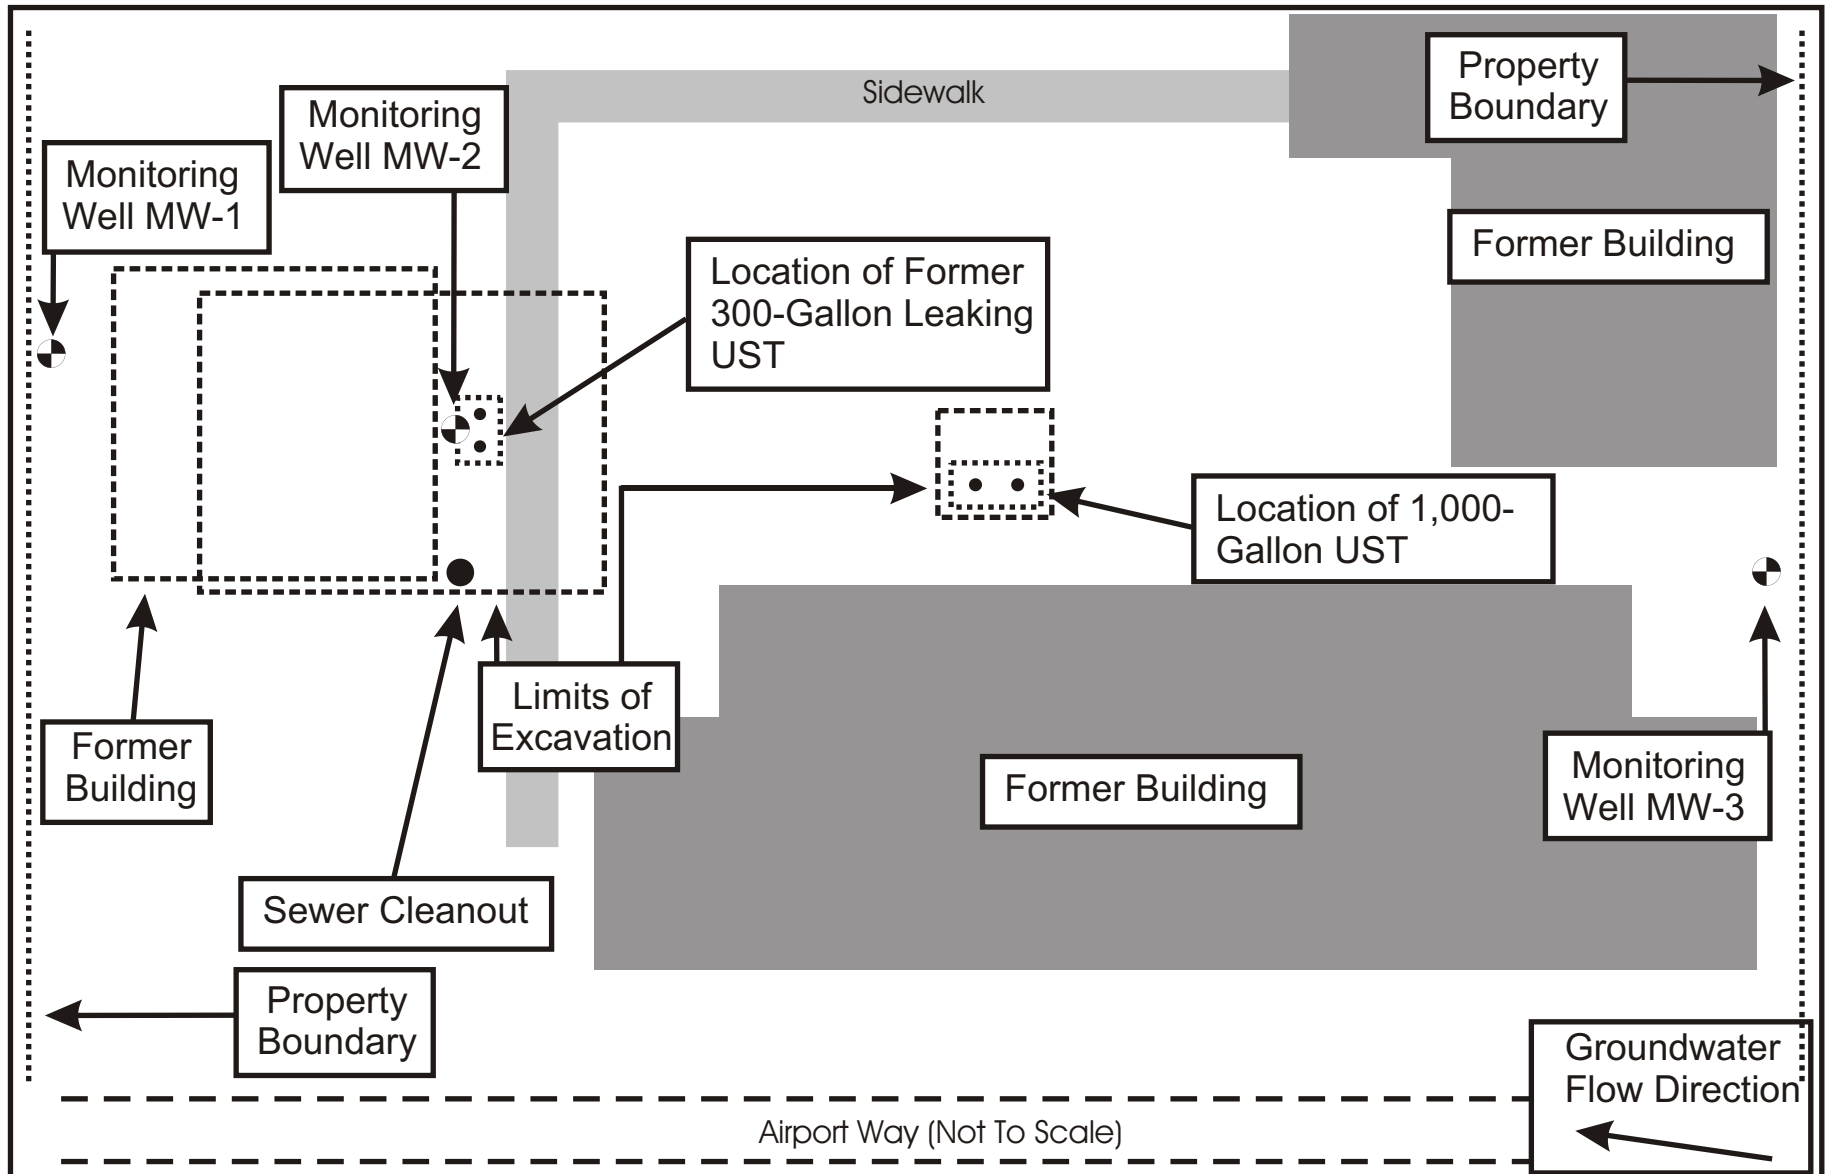 Sidewalk
Property
Boundary
Monitoring
Well MW-2
Monitoring
Well MW-1
Former Building
Location of Former
300-Gallon Leaking
UST
Location of 1,000-
Gallon UST
Limits of
Excavation
Former
Building
Former Building
Monitoring
Well MW-3
Sewer Cleanout
Property
Boundary
Groundwater
Flow Direction
Airport Way (Not To Scale)